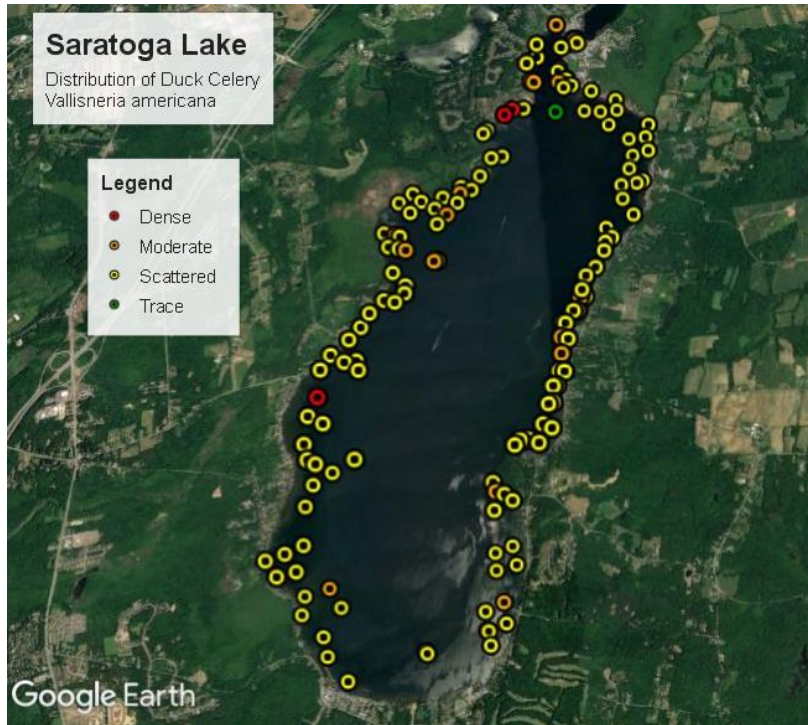 Saratoga Lake
Distribution of Duck Celery
Vallisneria americana
Legend
Dense
Moderate
Scattered
Trace
Google Earth